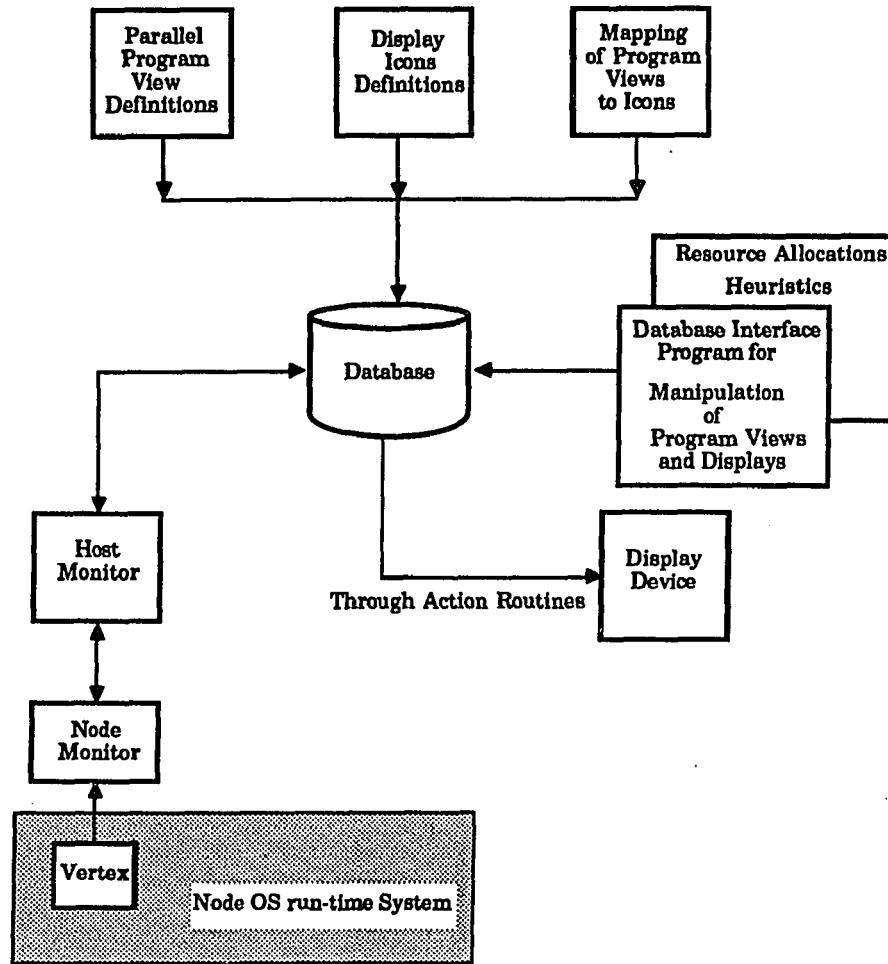 Parallel
Program
View
Definitions
Display
Icons
Definitions
Mapping
of Program
Views
to Icons
Resource Allocations
Heuristics
Database Interface
Program for
Manipulation
of
Program Views
and Displays
Database
Host
Monitor
Display
Device
Through Action Routines
Node
Monitor
Vertex
Node OS run-time System